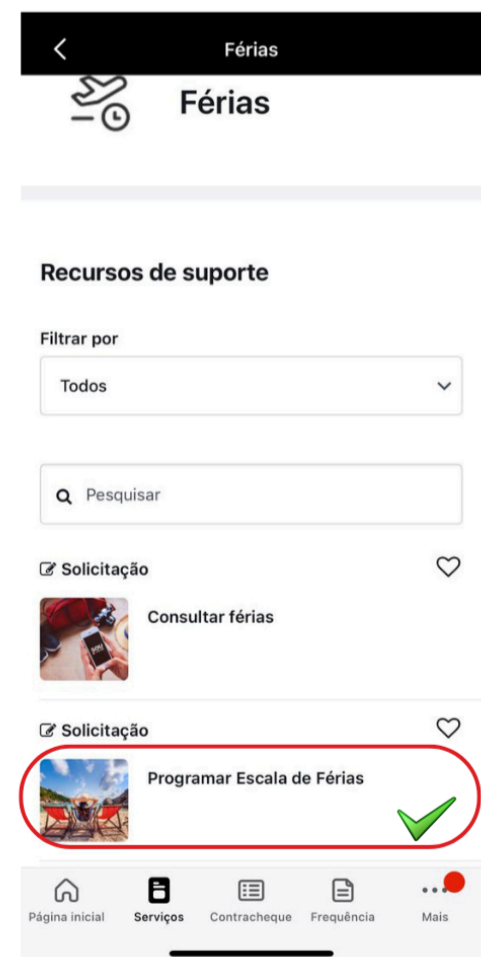 Férias
Férias
Recursos de suporte
Filtrar por
Todos
Pesquisar
Solicitação
Consultar férias
Solicitação
Programar Escala de Férias
Página inicial Serviços Contracheque Frequência Mais